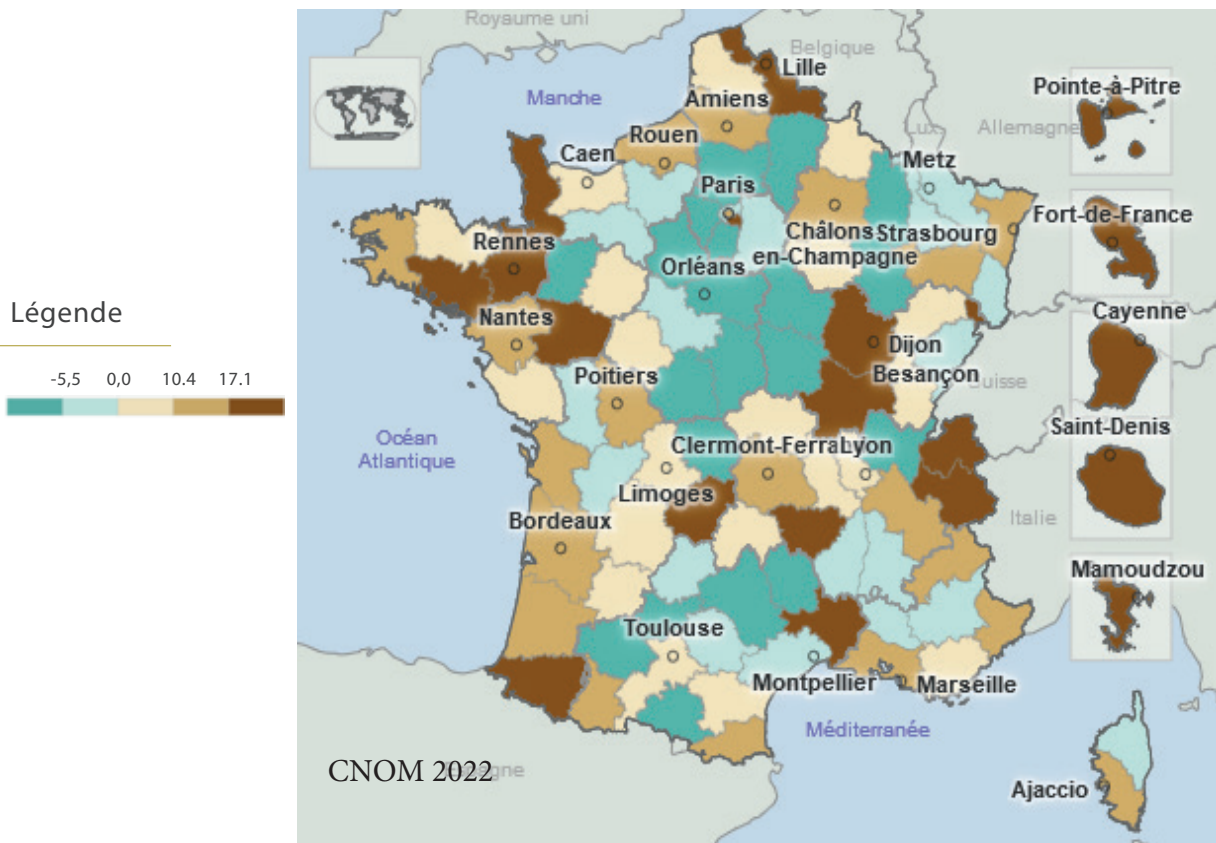 Royaume uni
Belgique
Lille
Pointe-à-Pitre
Manche
Amiens
Lux.
Allemagne
Rouen
Caen
Metz
Paris
Fort-de-France
Rennes
Châlons
en-Champagne
Strasbourg
Orléans
Légende
-5,5 0,0 10.4 17.1
Nantes
Cayenne
Dijon
Besançon
Suisse
Poitiers
Océan
Atlantique
Saint-Denis
Clermont-FerraLyon
Limoges
Bordeaux
Italie
Mamoudzou
Toulouse
Montpellier
Marseille
Méditerranée
CNOM 2022
Ajaccio